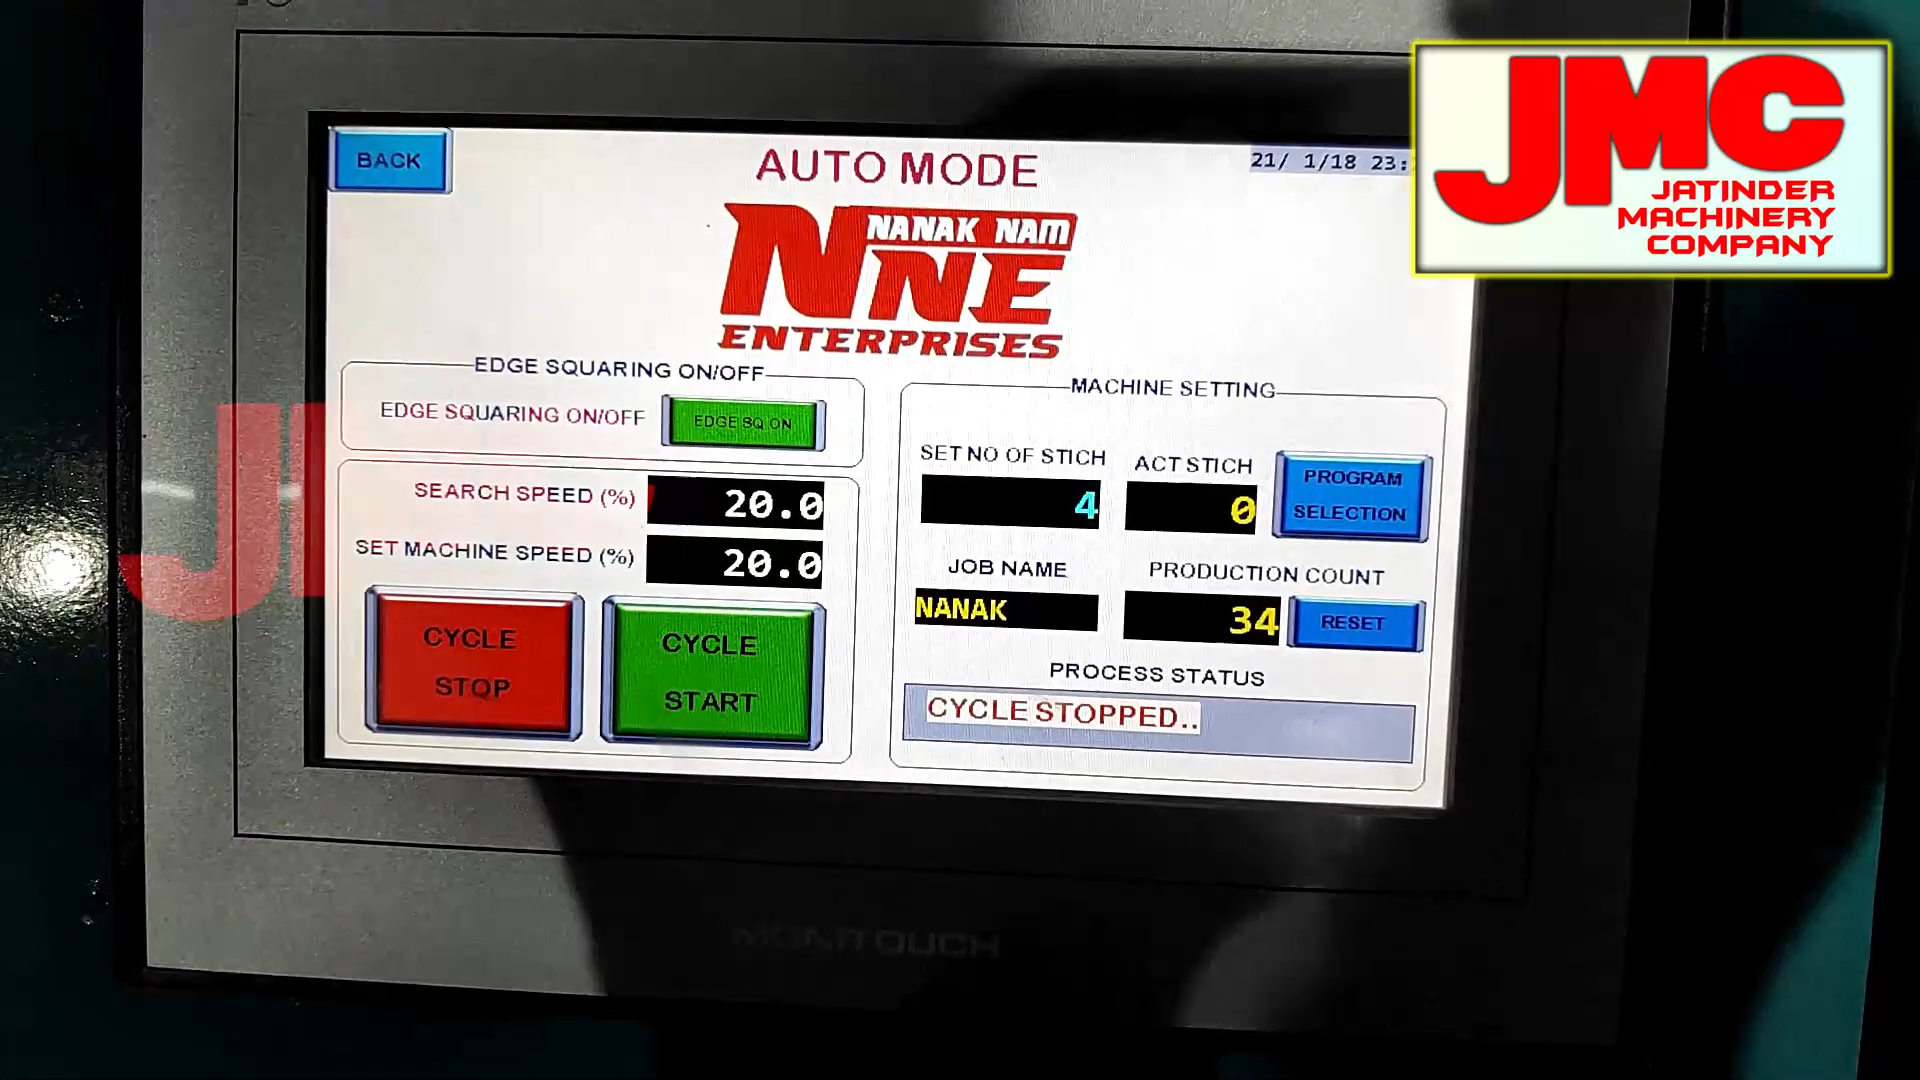 BACK
AUTO MODE
21/ 1/18 23:
JMC
JATINDER
MACHINERY
COMPANY
NANAK NAM
NNE
ENTERPRISES
EDGE SQUARING ON/OFF
EDGE SQUARING ON/OFF
EDGE SQ ON
SEARCH SPEED (%)
20.0
SET MACHINE SPEED (%)
20.0
CYCLE
STOP
CYCLE
START
MACHINE SETTING
SET NO OF STICH
ACT STICH
4
0
PROGRAM
SELECTION
JOB NAME
PRODUCTION COUNT
NANAK
34
RESET
PROCESS STATUS
CYCLE STOPPED..
MONITOUCH